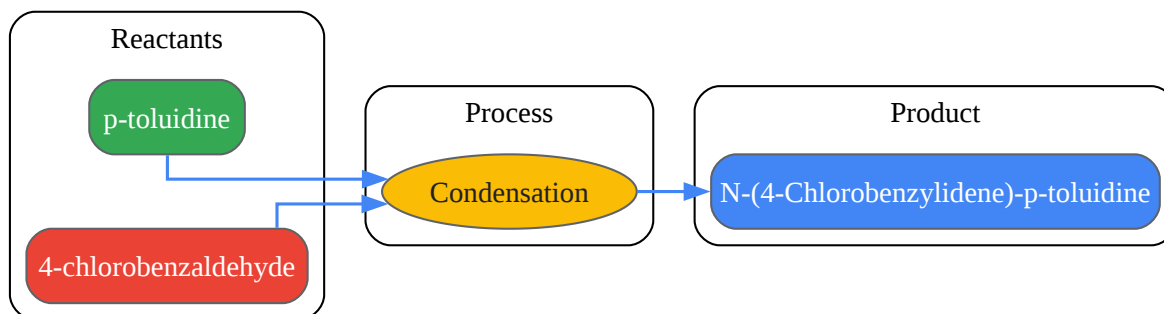 Reactants
p-toluidine
4-chlorobenzaldehyde
Process
Condensation
Product
N-(4-Chlorobenzylidene)-p-toluidine